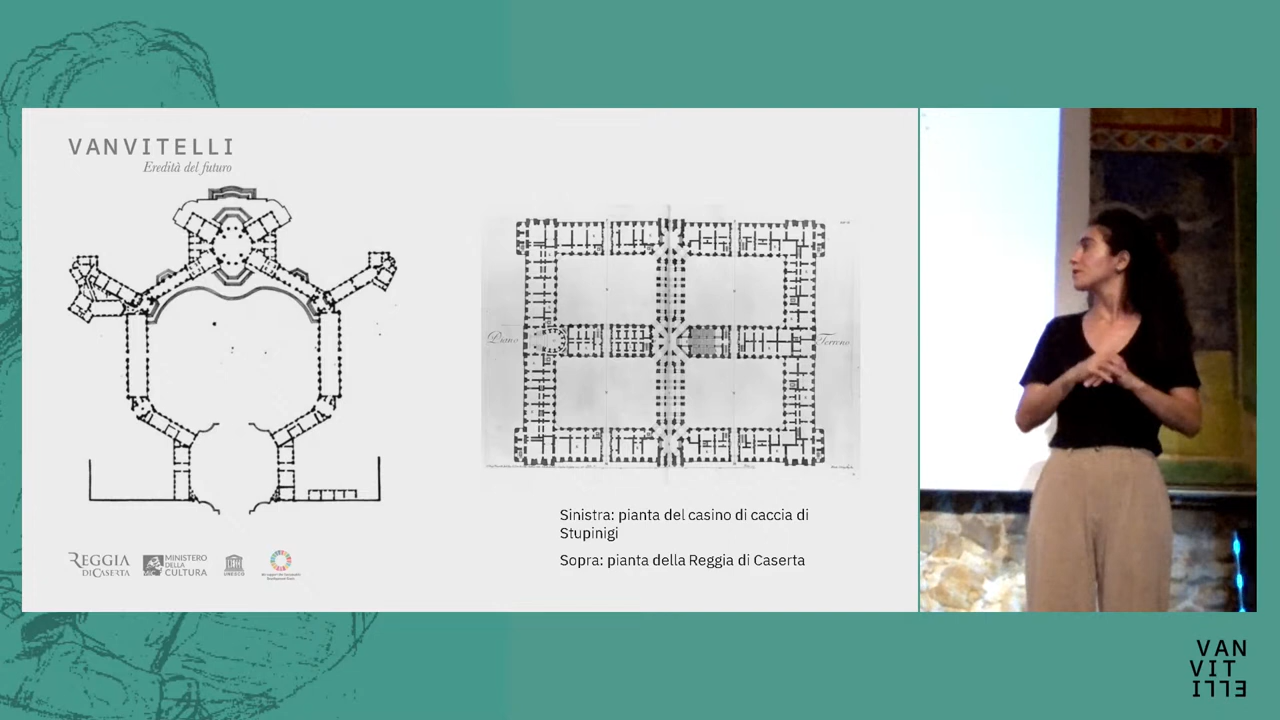 VANVITELLI
Eredità del futuro
Piano
Terreno
Sinistra: pianta del casino di caccia di
Stupinigi
Sopra: pianta della Reggia di Caserta
REGGIA
DI CASERTA
MINISTERO
DELLA
CULTURA
UNESCO
VAN
VIT
ELLI